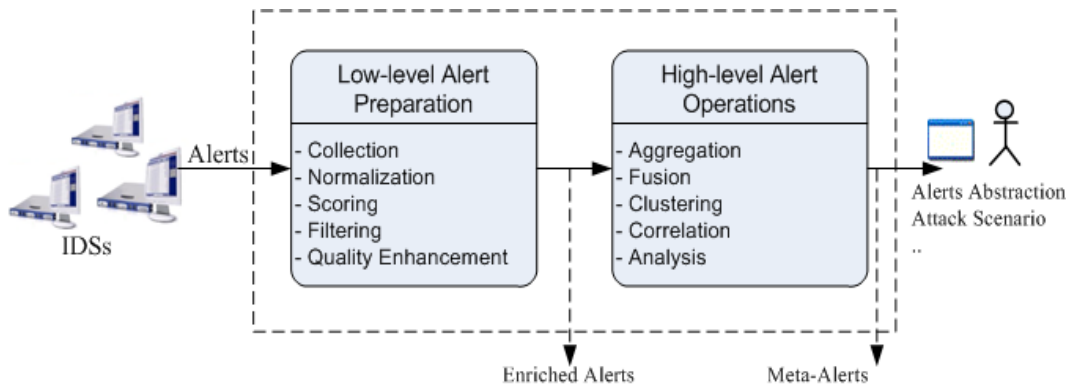 IDSs
Alerts
Low-level Alert
Preparation
- Collection
- Normalization
- Scoring
- Filtering
- Quality Enhancement
High-level Alert
Operations
- Aggregation
- Fusion
- Clustering
- Correlation
- Analysis
Alerts Abstraction
Attack Scenario
..
Enriched Alerts
Meta-Alerts